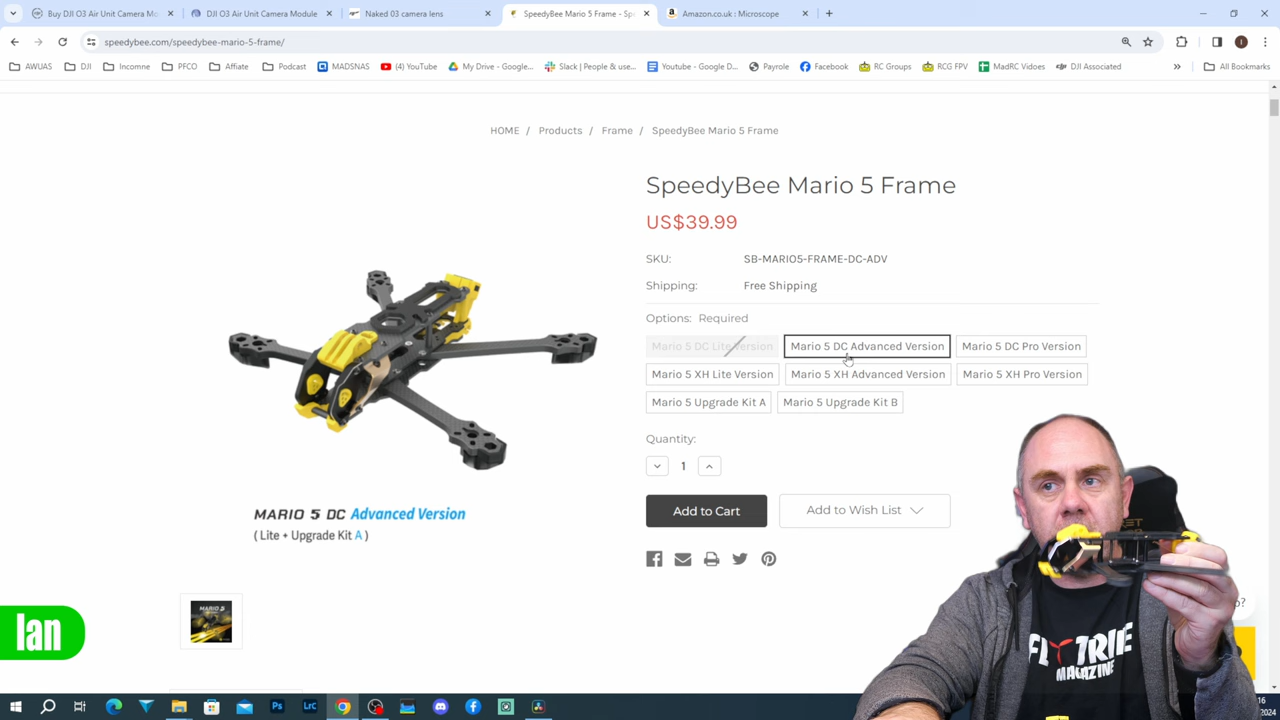 Buy DJI O3 Air Unit Camera Mo
DJI O3 Air Unit Camera Module
Naked 03 camera lens
SpeedyBee Mario 5 Frame - Sp
Amazon.co.uk : Microscope
speedybee.com/speedybee-mario-5-frame/
AWUAS
DJI
Incomne
PFCO
Affiate
Podcast
MADSNAS
(4) YouTube
My Drive - Google...
Slack | People & use...
Youtube - Google D...
Payrole
Facebook
RC Groups
RCG FPV
MadRC Vidoes
DJI Associated
»
All Bookmarks
HOME / Products / Frame / SpeedyBee Mario 5 Frame
SpeedyBee Mario 5 Frame
US$39.99
SKU: SB-MARIO5-FRAME-DC-ADV
Shipping: Free Shipping
Options: Required
Mario 5 DC Lite Version
Mario 5 DC Advanced Version
Mario 5 DC Pro Version
Mario 5 XH Lite Version
Mario 5 XH Advanced Version
Mario 5 XH Pro Version
Mario 5 Upgrade Kit A
Mario 5 Upgrade Kit B
Quantity:
1
Add to Cart
Add to Wish List
MARIO 5 DC Advanced Version
( Lite + Upgrade Kit A )
MARIO 5
Ian
MAGAZINE
p?
16
2024